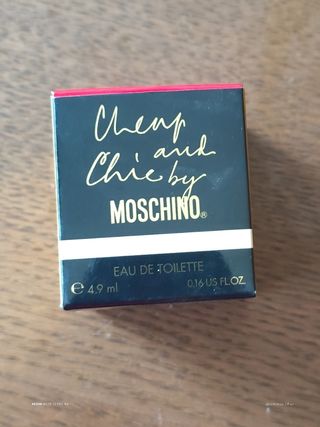 Cheap
and
Chic by
MOSCHINO®
EAU DE TOILETTE
℮ 4.9 ml 0.16 US FL.OZ.